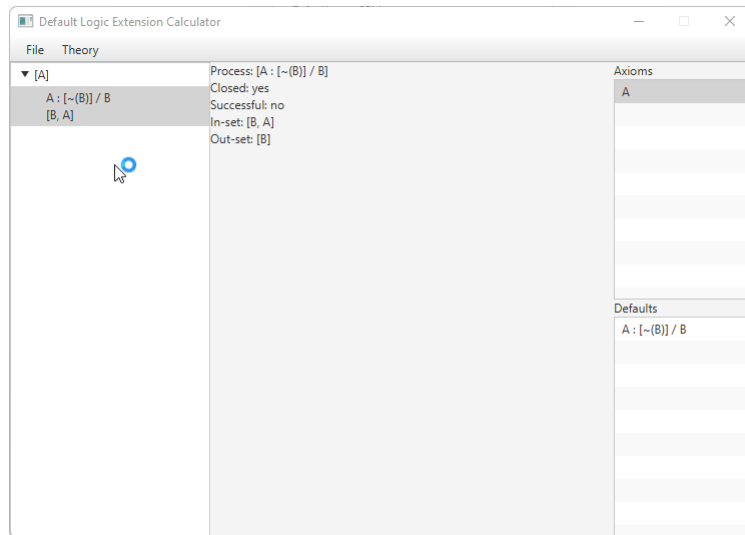 Default Logic Extension Calculator
File Theory
[A]
A : [~(B)] / B
[B, A]
Process: [A : [~(B)] / B]
Closed: yes
Successful: no
In-set: [B, A]
Out-set: [B]
Axioms
A
Defaults
A : [~(B)] / B